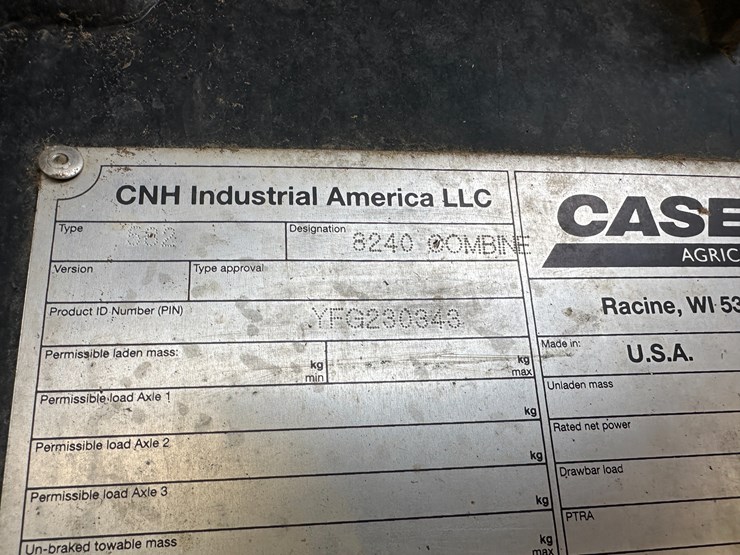 CNH Industrial America LLC
Type
Designation 8240 COMBINE
Version
Type approval
Product ID Number (PIN)
Permissible laden mass: kg min kg max
Permissible load Axle 1 kg
Permissible load Axle 2 kg
Permissible load Axle 3 kg
Un-braked towable mass kg max
CASE
AGRIC
Racine, WI 53
Made in: U.S.A.
Unladen mass
Rated net power
Drawbar load
PTRA